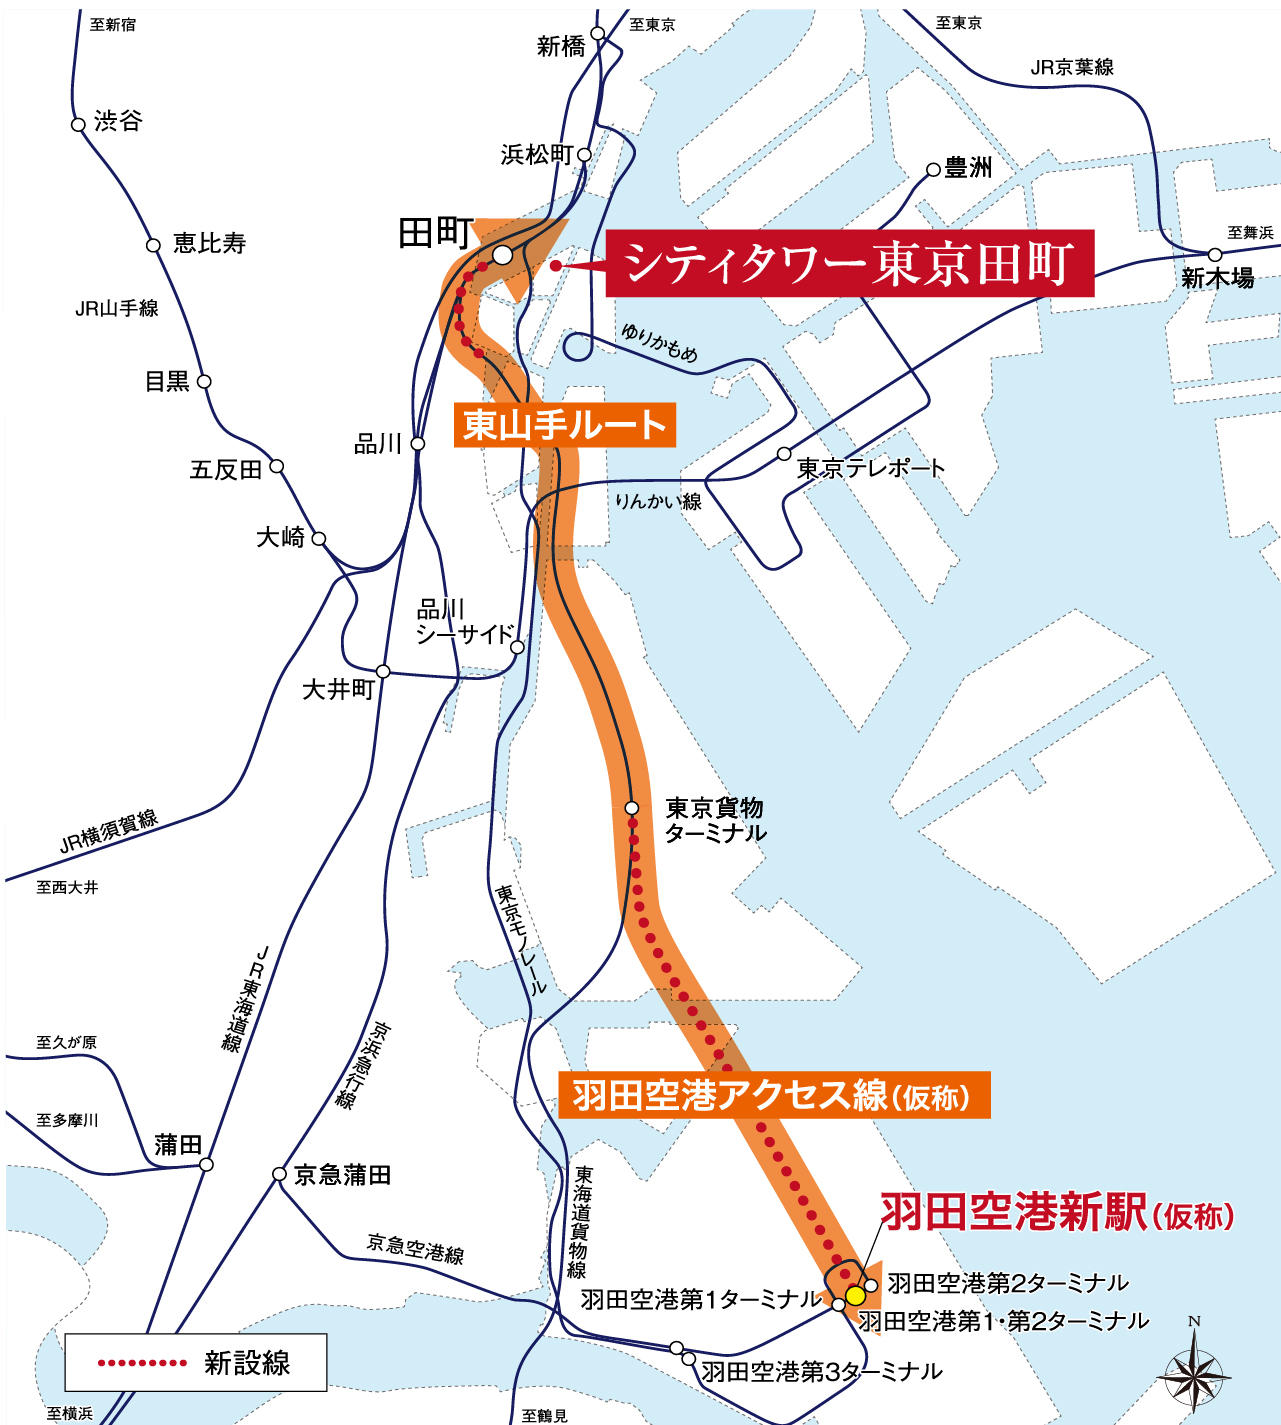 至新宿
至東京
至東京
新橋
JR京葉線
渋谷
浜松町
豊洲
田町
恵比寿
シティタワー東京田町
至舞浜
新木場
JR山手線
ゆりかもめ
目黒
東山手ルート
品川
五反田
東京テレポート
りんかい線
大崎
品川
シーサイド
大井町
東京貨物
ターミナル
JR横須賀線
至西大井
東京モノレール
JR東海道線
京浜急行線
至久が原
羽田空港アクセス線(仮称)
至多摩川
蒲田
京急蒲田
東海道貨物線
羽田空港新駅(仮称)
京急空港線
羽田空港第2ターミナル
羽田空港第1ターミナル
羽田空港第1・第2ターミナル
N
新設線
羽田空港第3ターミナル
至横浜
至鶴見